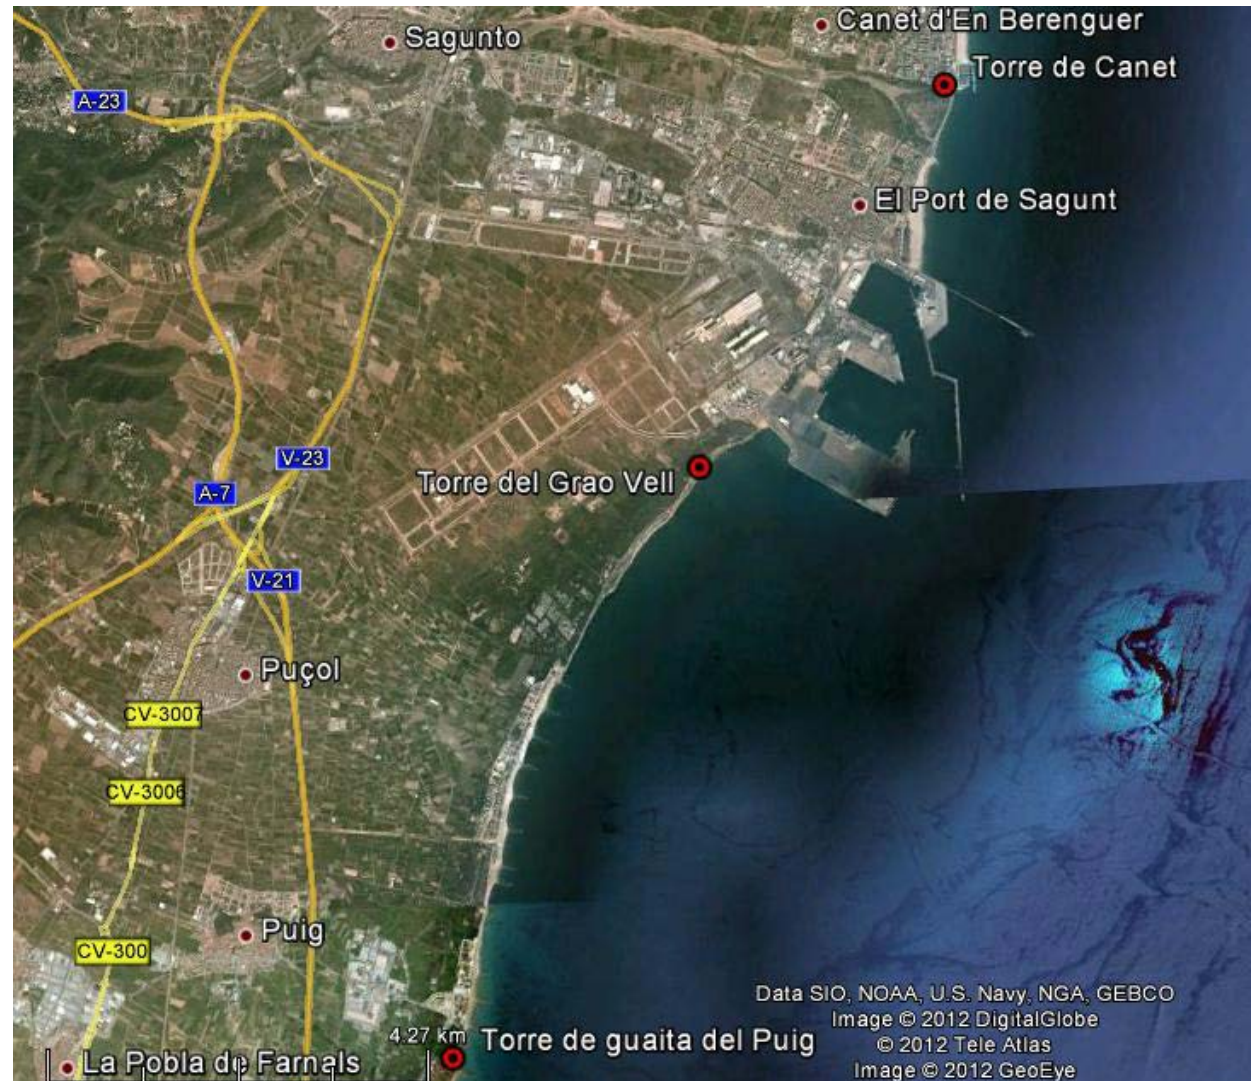 Canet d'En Berenguer
Sagunto
Torre de Canet
A-23
El Port de Sagunt
V-23
Torre del Grao Vell
A-7
V-21
Puçol
CV-3007
CV-3006
Puig
CV-300
Data SIO, NOAA, U.S. Navy, NGA, GEBCO
Image © 2012 DigitalGlobe
4.27 km
Torre de guaita del Puig
© 2012 Tele Atlas
La Pobla de Farnals
Image © 2012 GeoEye